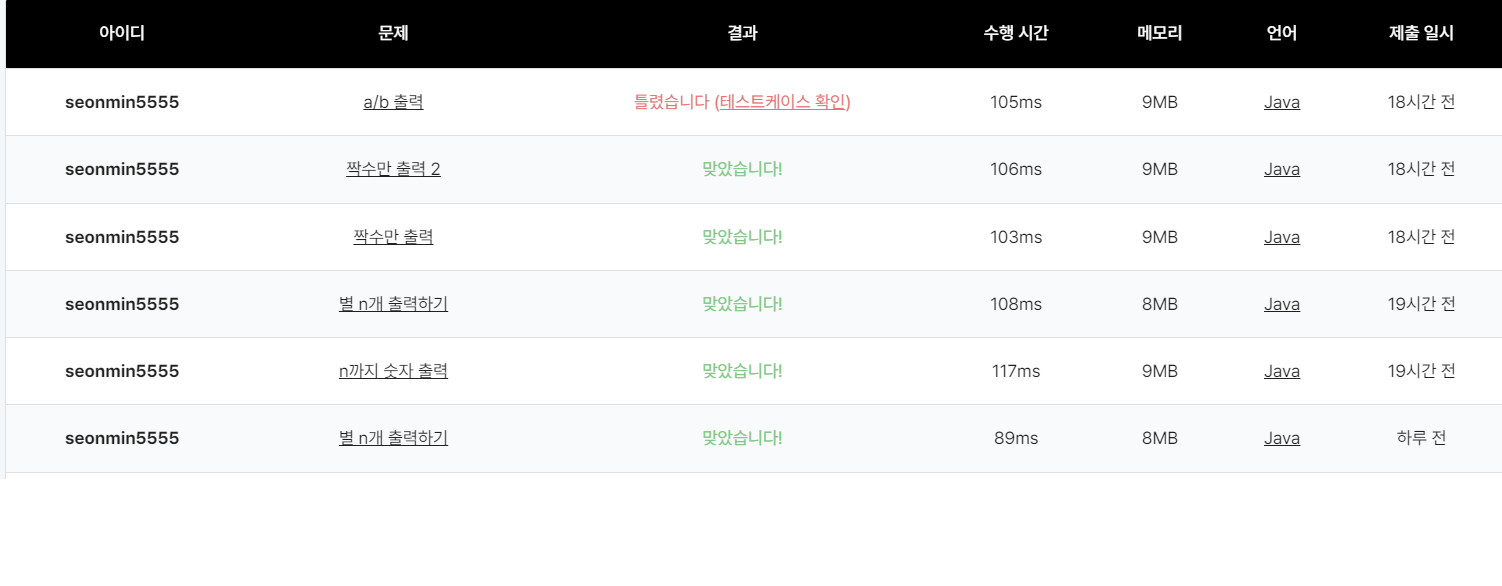 아이디 문제 결과 수행 시간 메모리 언어 제출 일시
seonmin5555 a/b 출력 틀렸습니다 (테스트케이스 확인) 105ms 9MB Java 18시간 전
seonmin5555 짝수만 출력 2 맞았습니다! 106ms 9MB Java 18시간 전
seonmin5555 짝수만 출력 맞았습니다! 103ms 9MB Java 18시간 전
seonmin5555 별 n개 출력하기 맞았습니다! 108ms 8MB Java 19시간 전
seonmin5555 n까지 숫자 출력 맞았습니다! 117ms 9MB Java 19시간 전
seonmin5555 별 n개 출력하기 맞았습니다! 89ms 8MB Java 하루 전